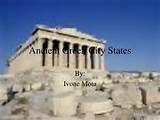 Ancient Greek City States
By:
Ivone Mota